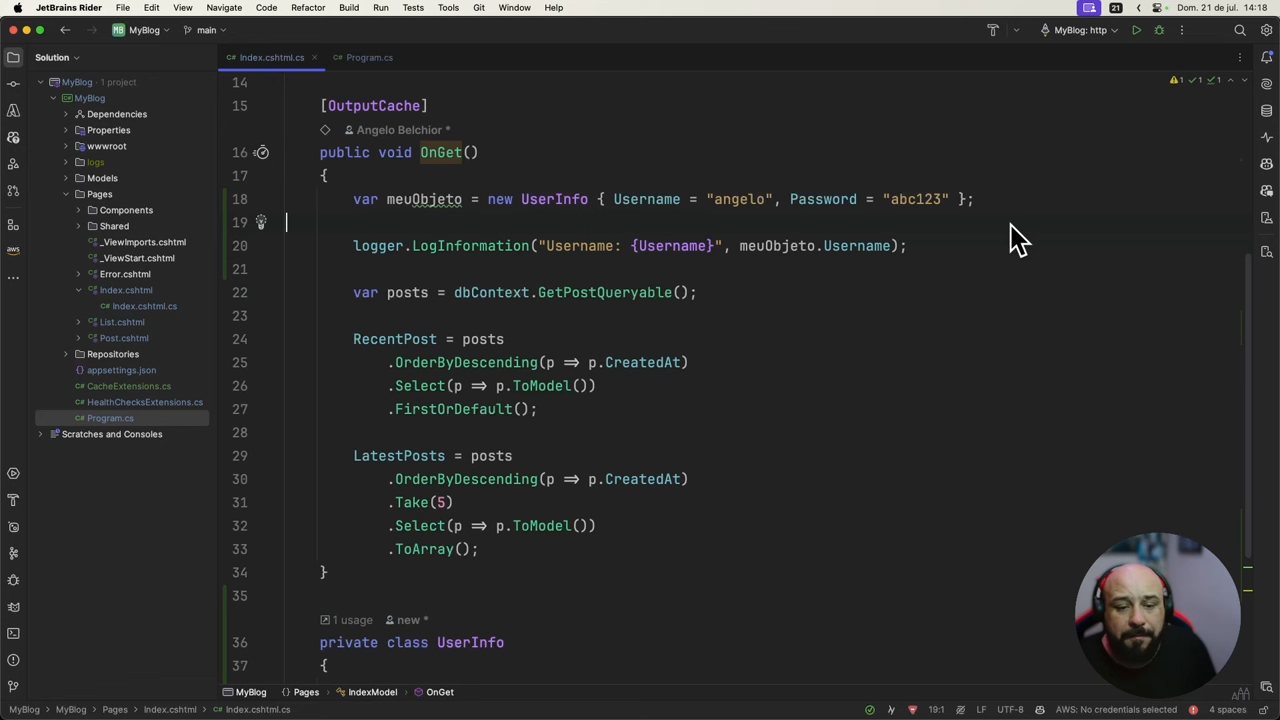 JetBrains Rider File Edit View Navigate Code Refactor Build Run Tests Tools Git Window Help 21 Dom. 21 de jul. 14:18
MB MyBlog main MyBlog: http
Solution
C# Index.cshtml.cs
C# Program.cs
MyBlog 1 project
MyBlog
Dependencies
Properties
wwwroot
logs
Models
Pages
Components
Shared
_ViewImports.cshtml
_ViewStart.cshtml
Error.cshtml
Index.cshtml
C# Index.cshtml.cs
List.cshtml
Post.cshtml
Repositories
appsettings.json
C# CacheExtensions.cs
C# HealthChecksExtensions.cs
C# Program.cs
Scratches and Consoles
aws
1 1 1
14
15 [OutputCache]
Angelo Belchior *
16 public void OnGet()
17 {
18 var meuObjeto = new UserInfo { Username = "angelo", Password = "abc123" };
19
20 logger.LogInformation("Username: {Username}", meuObjeto.Username);
21
22 var posts = dbContext.GetPostQueryable();
23
24 RecentPost = posts
25 .OrderByDescending(p => p.CreatedAt)
26 .Select(p => p.ToModel())
27 .FirstOrDefault();
28
29 LatestPosts = posts
30 .OrderByDescending(p => p.CreatedAt)
31 .Take(5)
32 .Select(p => p.ToModel())
33 .ToArray();
34 }
35
1 usage new *
36 private class UserInfo
37 {
MyBlog Pages IndexModel OnGet
MyBlog > MyBlog > Pages > Index.cshtml > C# Index.cshtml.cs 19:1 LF UTF-8 AWS: No credentials selected 4 spaces